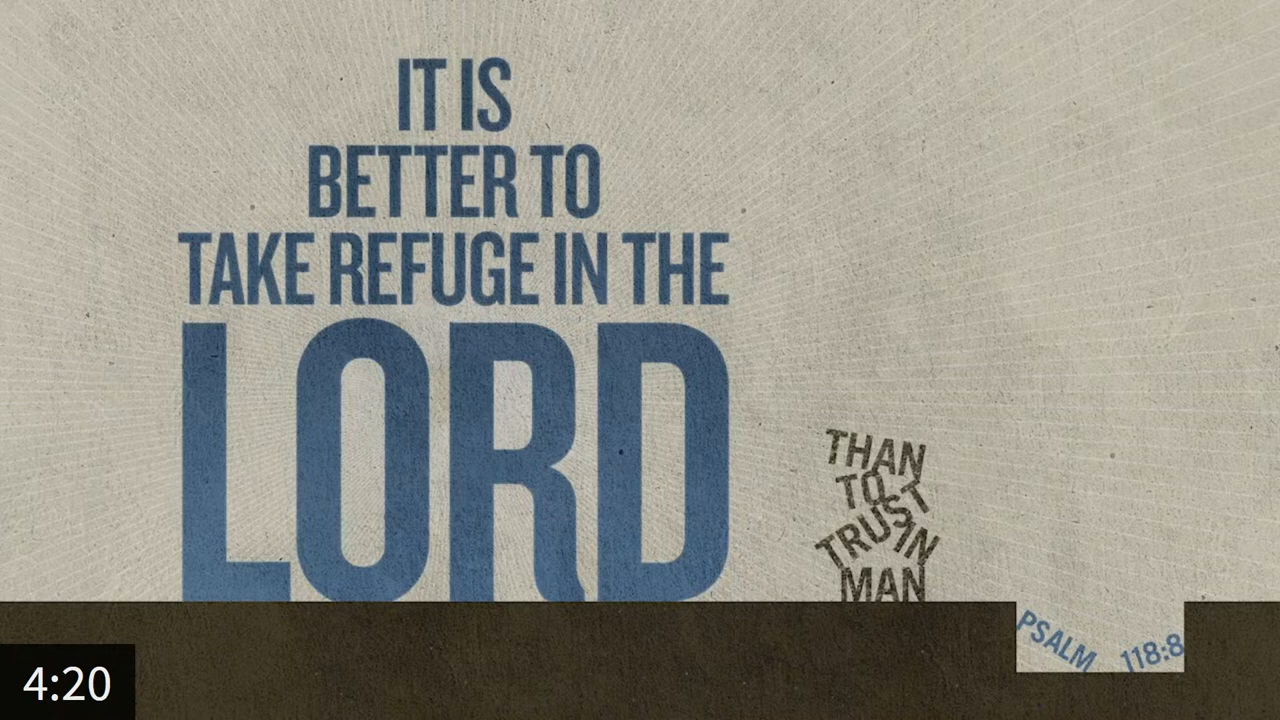 IT IS
BETTER TO
TAKE REFUGE IN THE
LORD
THAN
TO
TRUST
IN
MAN
PSALM 118:8
4:20